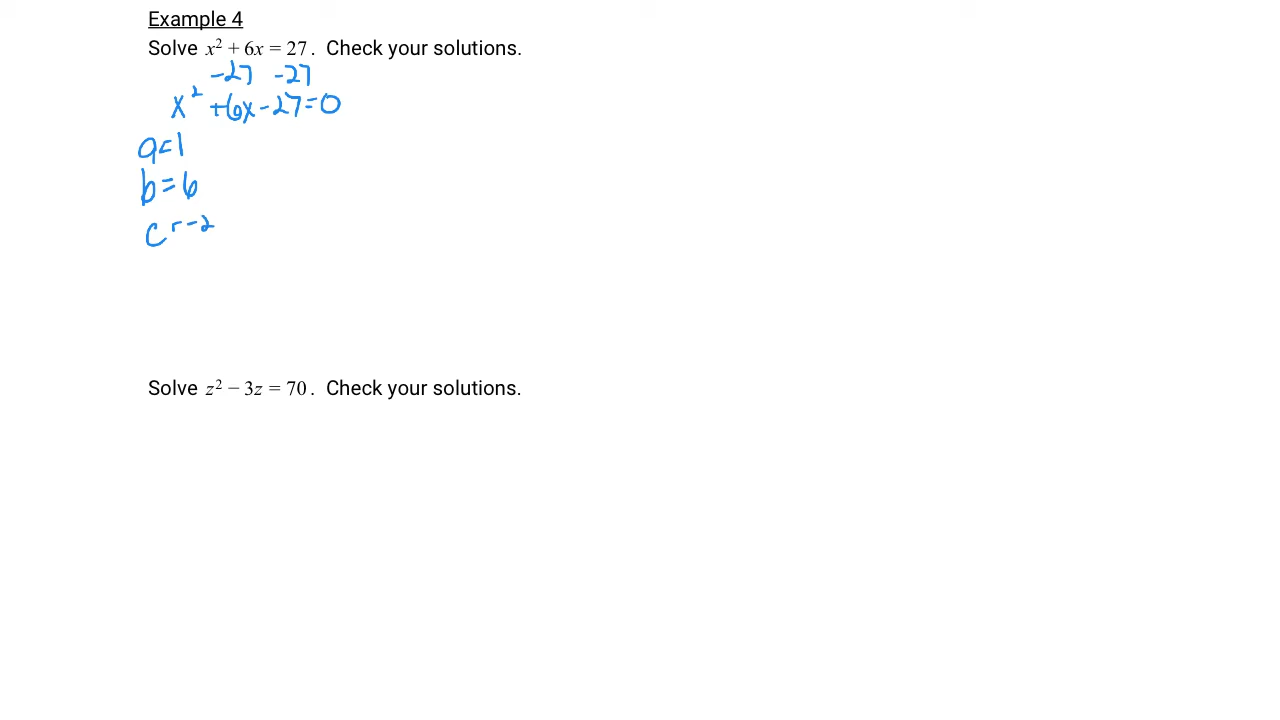 Example 4
Solve x² + 6x = 27. Check your solutions.
-27 -27
x² +6x - 27 = 0
a = 1
b = 6
c = -2
Solve z² − 3z = 70. Check your solutions.